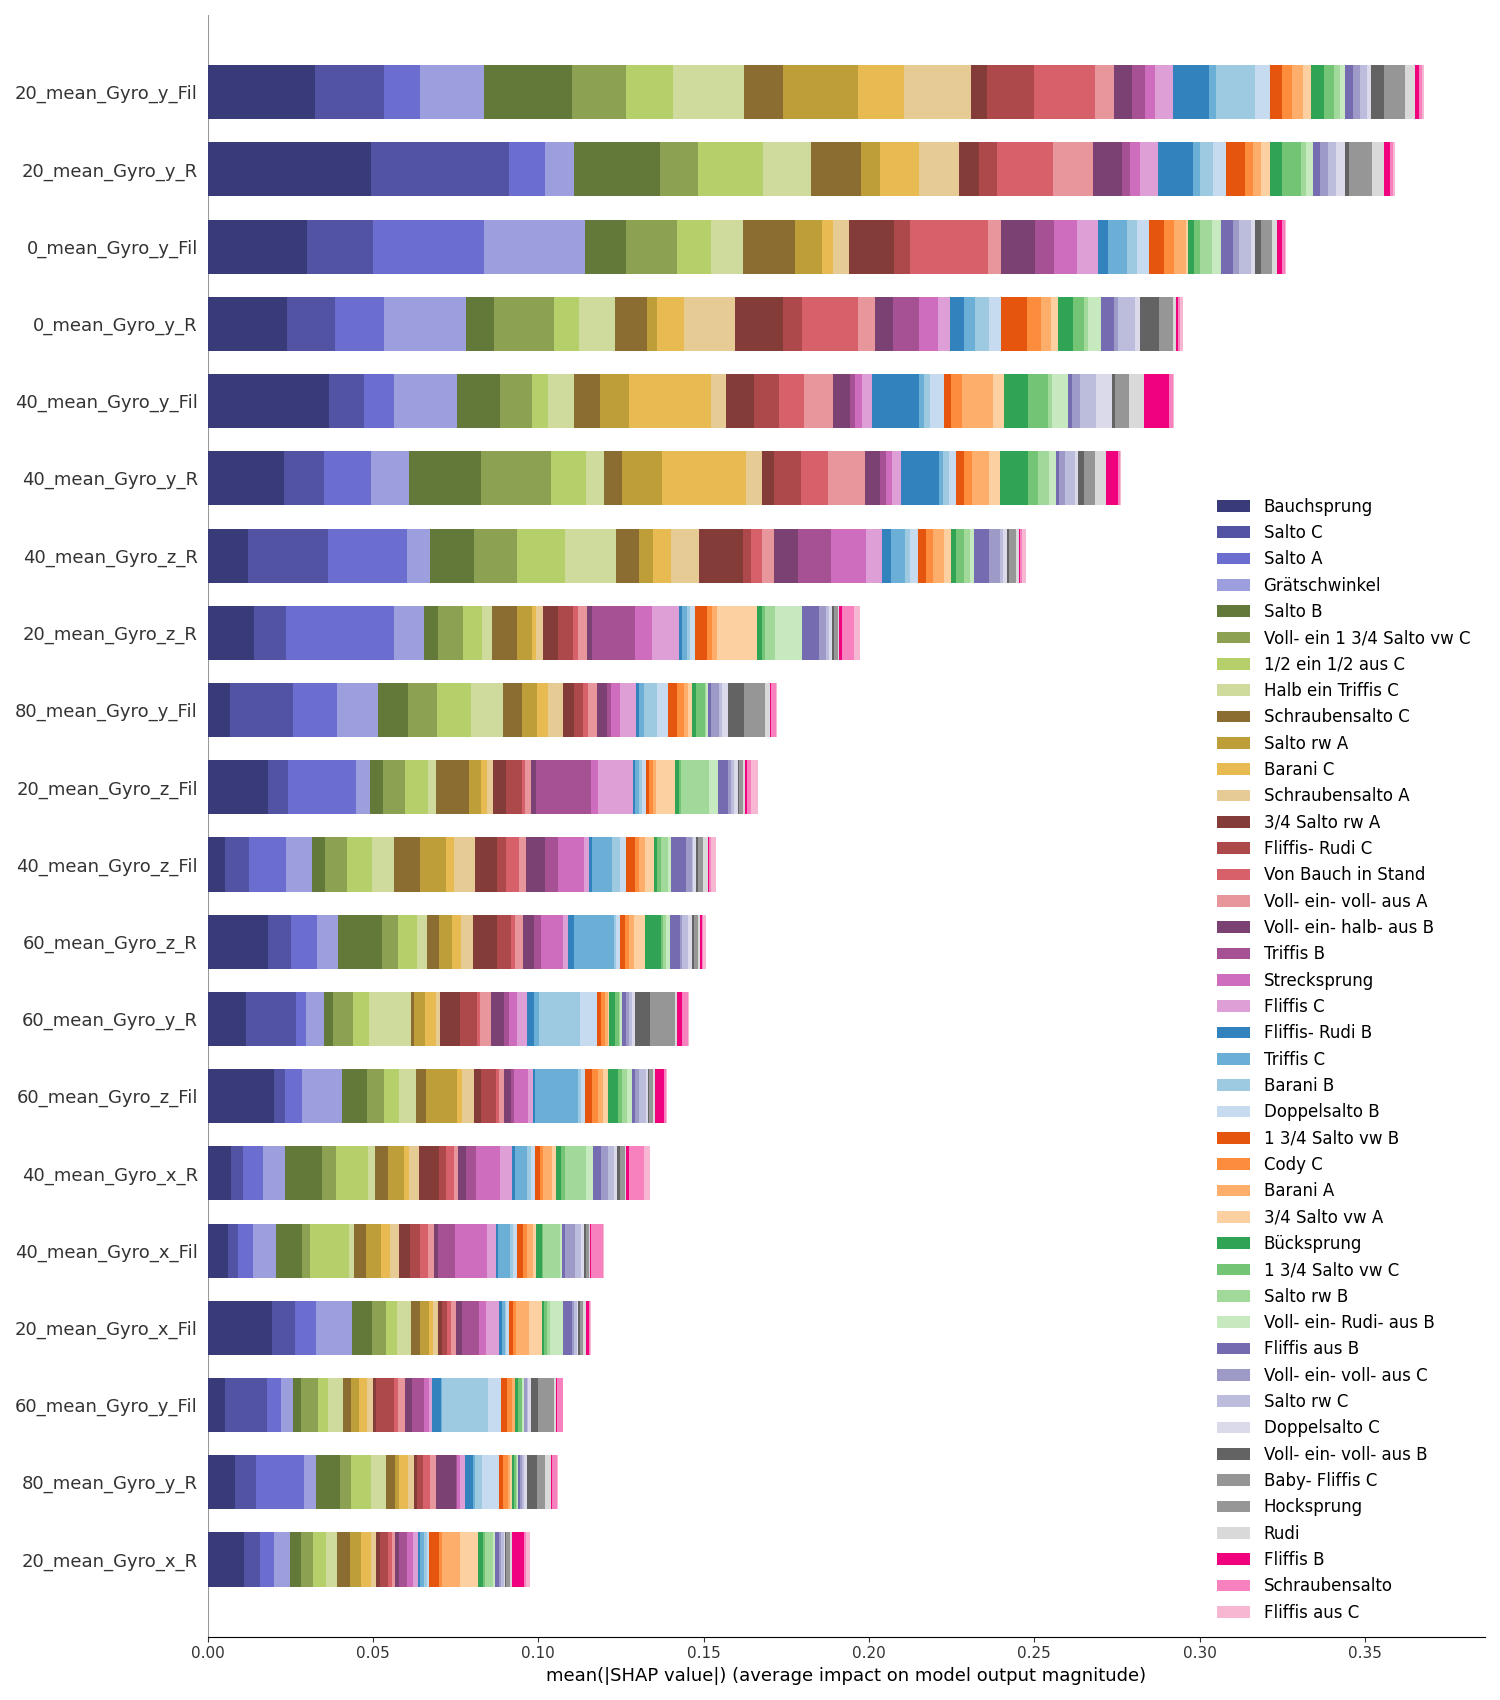 20_mean_Gyro_y_Fil
20_mean_Gyro_y_R
0_mean_Gyro_y_Fil
0_mean_Gyro_y_R
40_mean_Gyro_y_Fil
40_mean_Gyro_y_R
40_mean_Gyro_z_R
20_mean_Gyro_z_R
80_mean_Gyro_y_Fil
20_mean_Gyro_z_Fil
40_mean_Gyro_z_Fil
60_mean_Gyro_z_R
60_mean_Gyro_y_R
60_mean_Gyro_z_Fil
40_mean_Gyro_x_R
40_mean_Gyro_x_Fil
20_mean_Gyro_x_Fil
60_mean_Gyro_y_Fil
80_mean_Gyro_y_R
20_mean_Gyro_x_R
Bauchsprung
Salto C
Salto A
Grätschwinkel
Salto B
Voll- ein 1 3/4 Salto vw C
1/2 ein 1/2 aus C
Halb ein Triffis C
Schraubensalto C
Salto rw A
Barani C
Schraubensalto A
3/4 Salto rw A
Fliffis- Rudi C
Von Bauch in Stand
Voll- ein- voll- aus A
Voll- ein- halb- aus B
Triffis B
Strecksprung
Fliffis C
Fliffis- Rudi B
Triffis C
Barani B
Doppelsalto B
1 3/4 Salto vw B
Cody C
Barani A
3/4 Salto vw A
Bücksprung
1 3/4 Salto vw C
Salto rw B
Voll- ein- Rudi- aus B
Fliffis aus B
Voll- ein- voll- aus C
Salto rw C
Doppelsalto C
Voll- ein- voll- aus B
Baby- Fliffis C
Hocksprung
Rudi
Fliffis B
Schraubensalto
Fliffis aus C
0.00 0.05 0.10 0.15 0.20 0.25 0.30 0.35
mean(|SHAP value|) (average impact on model output magnitude)